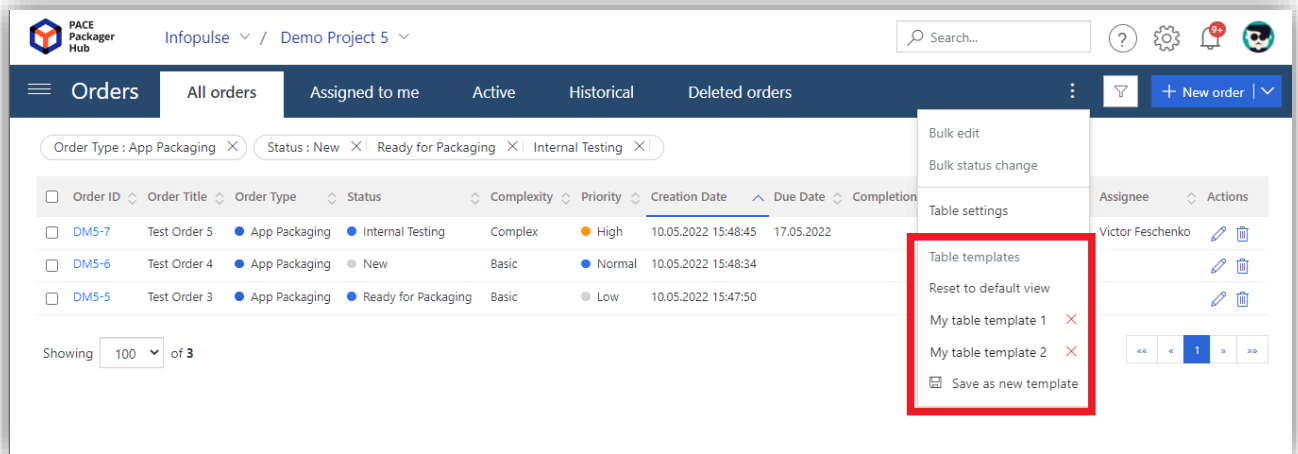 PACE
Packager
Hub
Infopulse / Demo Project 5
Search...
?
9+
Orders All orders Assigned to me Active Historical Deleted orders
+ New order
Order Type : App Packaging × Status : New × Ready for Packaging × Internal Testing ×
Order ID Order Title Order Type Status Complexity Priority Creation Date Due Date Completion Assignee Actions
DM5-7 Test Order 5 App Packaging Internal Testing Complex High 10.05.2022 15:48:45 17.05.2022 Victor Feschenko
DM5-6 Test Order 4 App Packaging New Basic Normal 10.05.2022 15:48:34
DM5-5 Test Order 3 App Packaging Ready for Packaging Basic Low 10.05.2022 15:47:50
Showing 100 of 3
«« « 1 » »»
Bulk edit
Bulk status change
Table settings
Table templates
Reset to default view
My table template 1 ×
My table template 2 ×
Save as new template